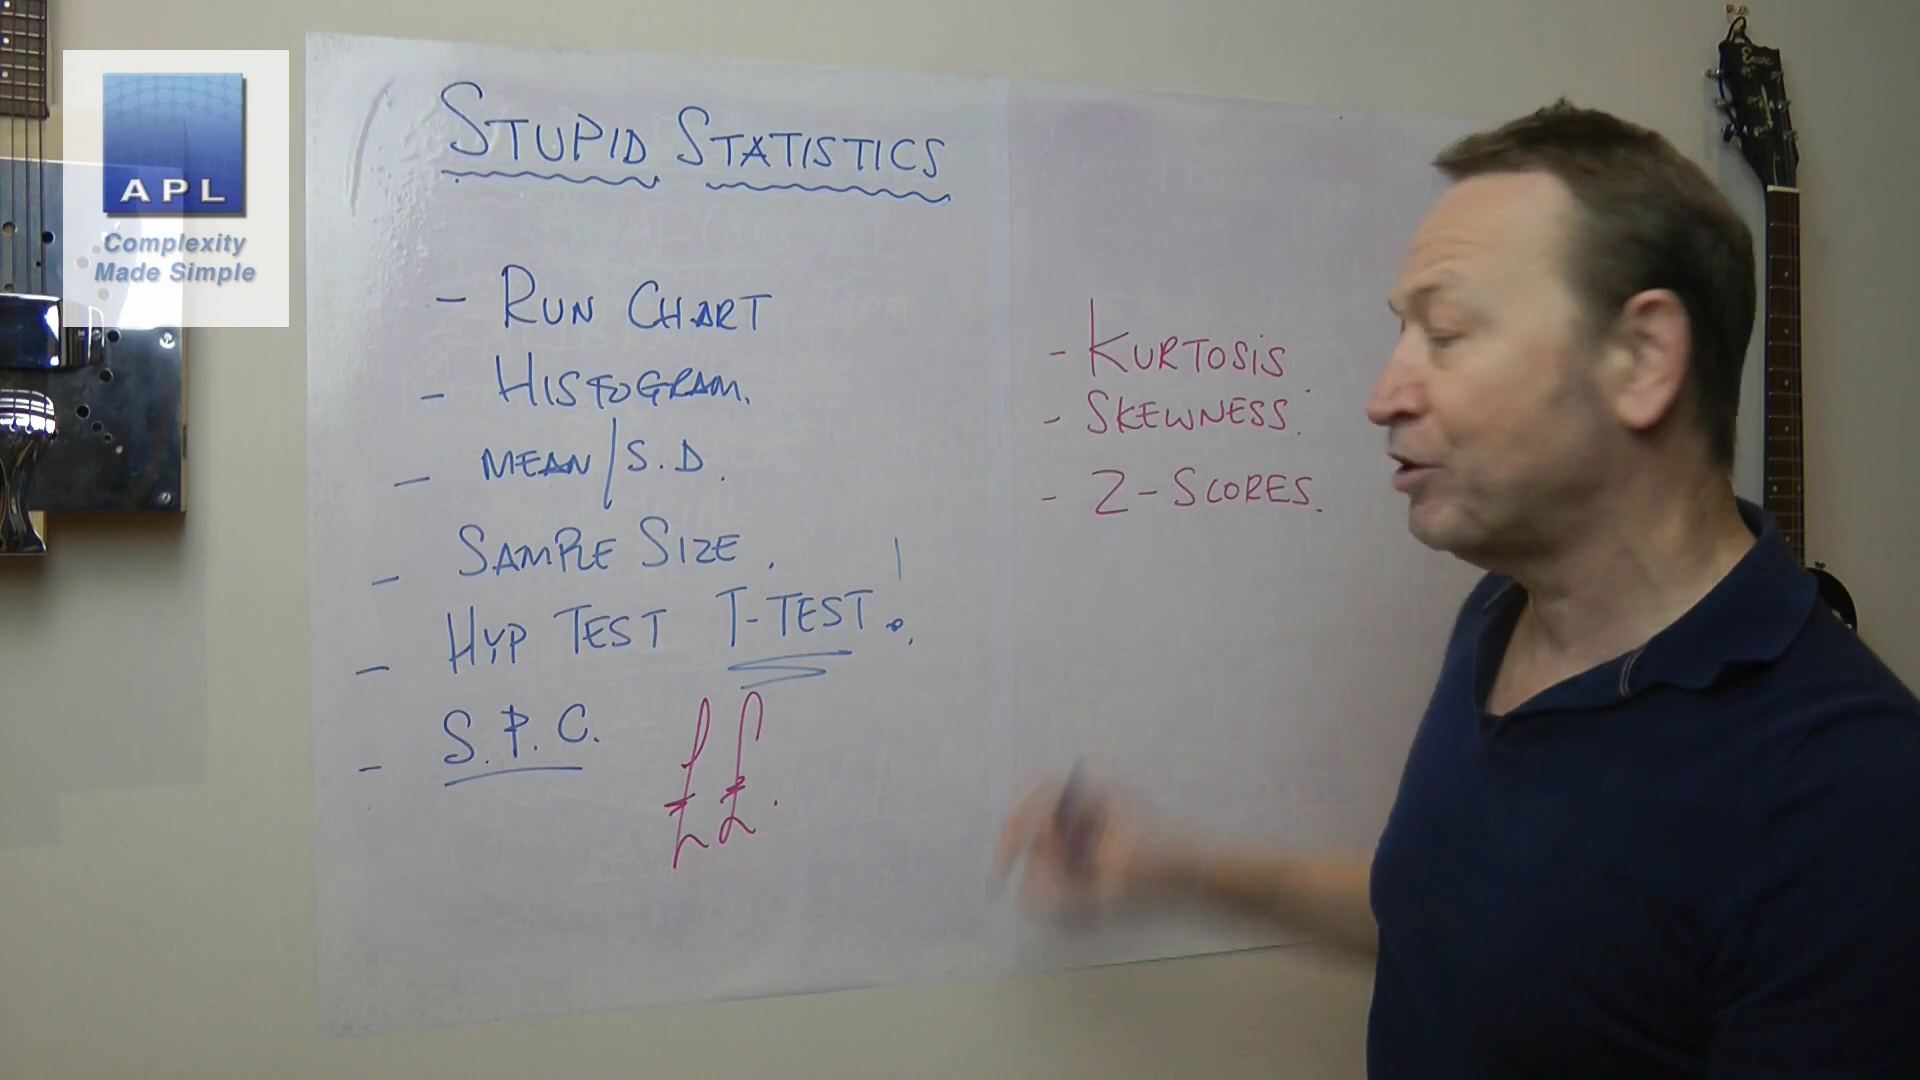 APL
Complexity
Made Simple
STUPID STATISTICS
- RUN CHART
- HISTOGRAM.
- MEAN/S.D.
- SAMPLE SIZE.
- HYP TEST T-TEST!
- S.P.C.
££.
- KURTOSIS
- SKEWNESS.
- Z-SCORES.